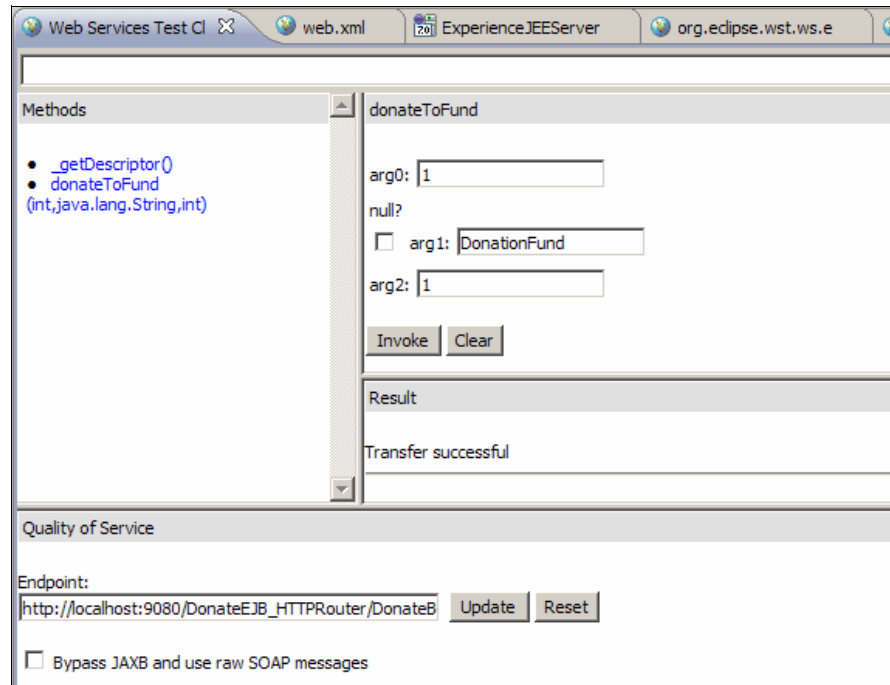 Web Services Test Cl web.xml ExperienceJEEServer org.eclipse.wst.ws.e
Methods
_getDescriptor()
donateToFund
(int,java.lang.String,int)
donateToFund
arg0: 1
null?
arg1: DonationFund
arg2: 1
Invoke Clear
Result
Transfer successful
Quality of Service
Endpoint:
http://localhost:9080/DonateEJB_HTTPRouter/DonateB Update Reset
Bypass JAXB and use raw SOAP messages